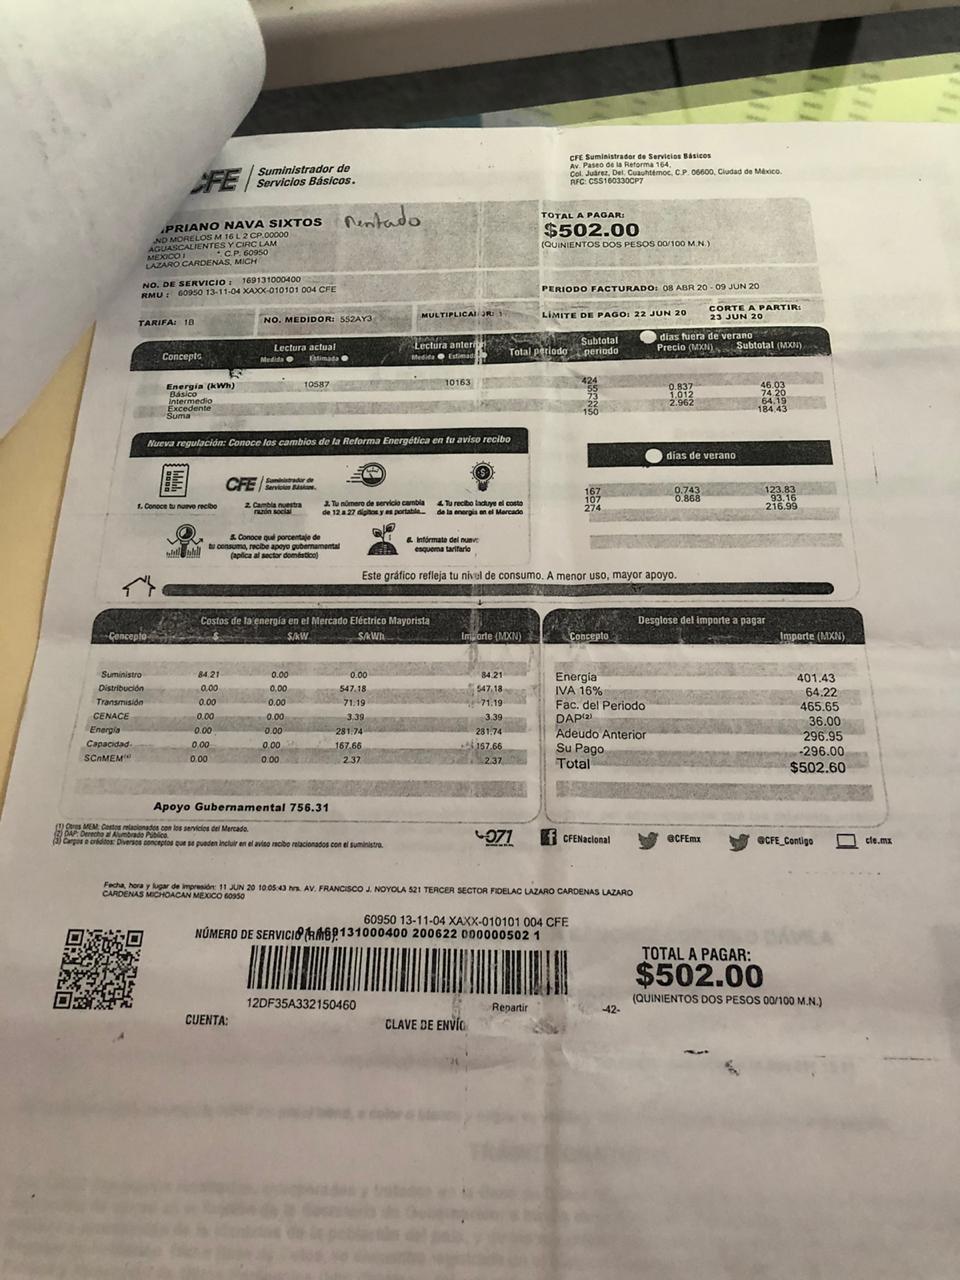 CFE
Suministrador de
Servicios Básicos.
CFE Suministrador de Servicios Básicos
Av. Paseo de la Reforma 164,
Col. Juárez, Del. Cuauhtémoc, C.P. 06600, Ciudad de México.
RFC: CSS160330CP7
PRIANO NAVA SIXTOS Rentado
ND MORELOS M 16 L 2 CP.00000
AGUASCALIENTES Y CIRC LAM
MEXICO I * C.P. 60950
LAZARO CARDENAS, MICH
TOTAL A PAGAR:
$502.00
(QUINIENTOS DOS PESOS 00/100 M.N.)
NO. DE SERVICIO : 169131000400
RMU : 60950 13-11-04 XAXX-010101 004 CFE
PERIODO FACTURADO: 08 ABR 20 - 09 JUN 20
TARIFA: 1B NO. MEDIDOR: 552AY3 LÍMITE DE PAGO: 22 JUN 20 CORTE A PARTIR:
23 JUN 20
Concepto Lectura actual Lectura anterior Total periodo Subtotal periodo días fuera de verano
Medida Estimada Medida Precio (MXN) Subtotal (MXN)
Energía (kWh) 10587 10163 424
Básico 55 0.837 46.03
Intermedio 73 1.012 74.20
Excedente 22 2.962 64.19
Suma 150 184.43
Nueva regulación: Conoce los cambios de la Reforma Energética en tu aviso recibo
días de verano
CFE Suministrador de
Servicios Básicos
1. Conoce tu nuevo recibo
2. Cambia nuestra
razón social
3. Tu número de servicio cambia
de 12 a 27 dígitos y es portable...
4. Tu recibo incluye el costo
de la energía en el Mercado
167 0.743 123.83
107 0.868 93.16
274 216.99
5. Conoce qué porcentaje de
tu consumo, recibe apoyo gubernamental
(aplica al sector doméstico)
6. Infórmate del nuevo
esquema tarifario
Este gráfico refleja tu nivel de consumo. A menor uso, mayor apoyo.
Costos de la energía en el Mercado Eléctrico Mayorista
Concepto $ $/kW $/kWh Importe (MXN)
Suministro 84.21 0.00 0.00 84.21
Distribución 0.00 0.00 547.18 547.18
Transmisión 0.00 0.00 71.19 71.19
CENACE 0.00 0.00 3.39 3.39
Energía 0.00 0.00 281.74 281.74
Capacidad 0.00 0.00 167.66 167.66
SCnMEM 0.00 0.00 2.37 2.37
Apoyo Gubernamental 756.31
Desglose del importe a pagar
Concepto Importe (MXN)
Energía 401.43
IVA 16% 64.22
Fac. del Periodo 465.65
DAP(2) 36.00
Adeudo Anterior 296.95
Su Pago -296.00
Total $502.60
(1) Otros MEM: Costos relacionados con los servicios del Mercado.
(2) DAP: Derecho al Alumbrado Público.
(3) Cargos o créditos: Diversos conceptos que se pueden incluir en el aviso recibo relacionados con el suministro.
071 CFENacional @CFEmx @CFE_Contigo cfe.mx
Fecha, hora y lugar de impresión: 11 JUN 20 10:05:43 hrs. AV. FRANCISCO J. NOYOLA 521 TERCER SECTOR FIDELAC LAZARO CARDENAS LAZARO
CARDENAS MICHOACAN MEXICO 60950
60950 13-11-04 XAXX-010101 004 CFE
NÚMERO DE SERVICIO (RMU):
01 169131000400 200622 000000502 1
12DF35A332150460 Repartir -42-
CUENTA: CLAVE DE ENVÍO
TOTAL A PAGAR:
$502.00
(QUINIENTOS DOS PESOS 00/100 M.N.)